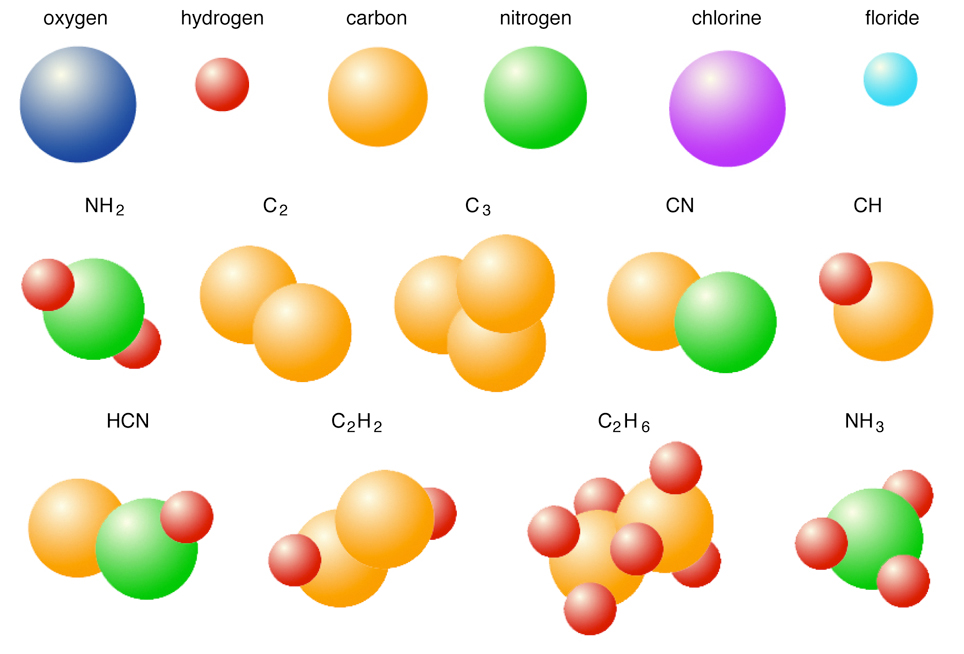 oxygen hydrogen carbon nitrogen chlorine floride
NH2 C2 C3 CN CH
HCN C2H2 C2H6 NH3